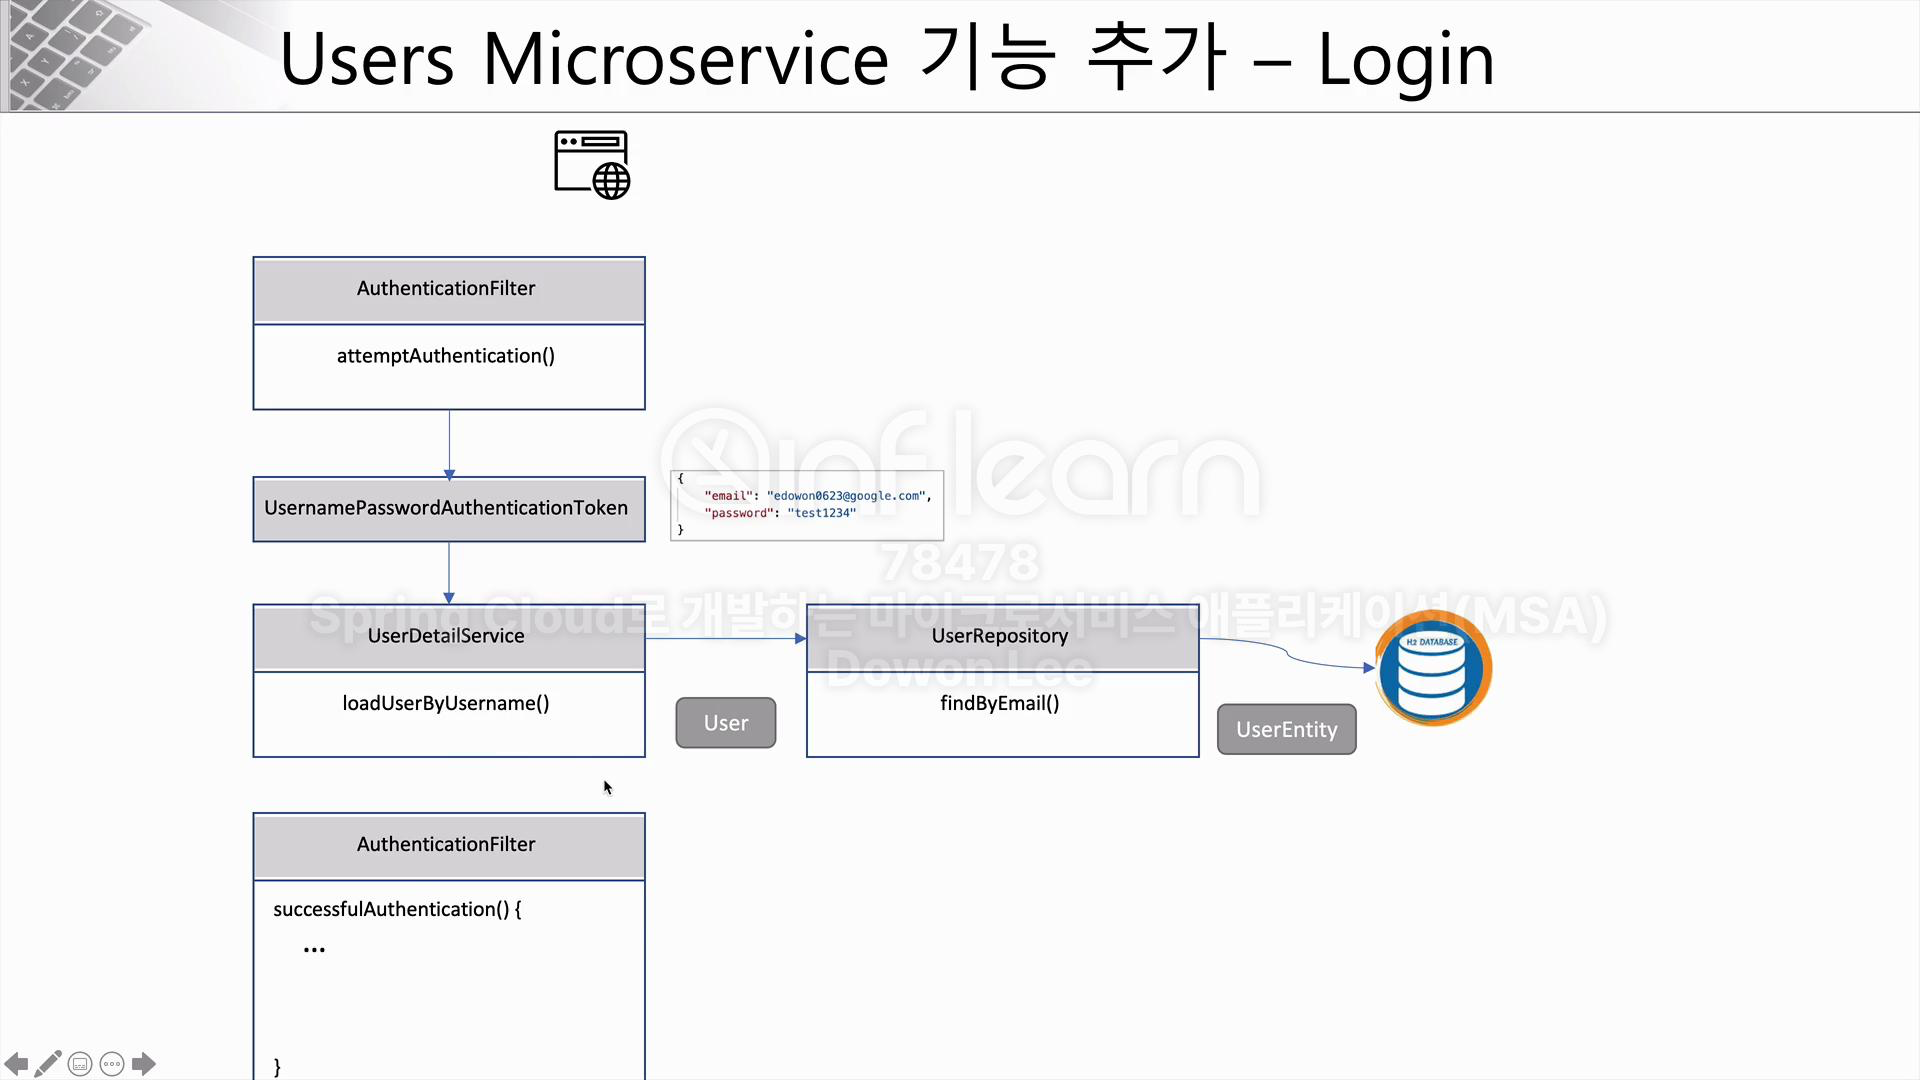 Users Microservice 기능 추가 – Login
AuthenticationFilter
attemptAuthentication()
UsernamePasswordAuthenticationToken
{
"email": "edowon0623@google.com",
"password": "test1234"
}
inflearn
78478
Spring Cloud로 개발하는 마이크로서비스 애플리케이션(MSA)
Dowon Lee
UserDetailService
loadUserByUsername()
User
UserRepository
findByEmail()
UserEntity
H2 DATABASE
AuthenticationFilter
successfulAuthentication() {
...
}